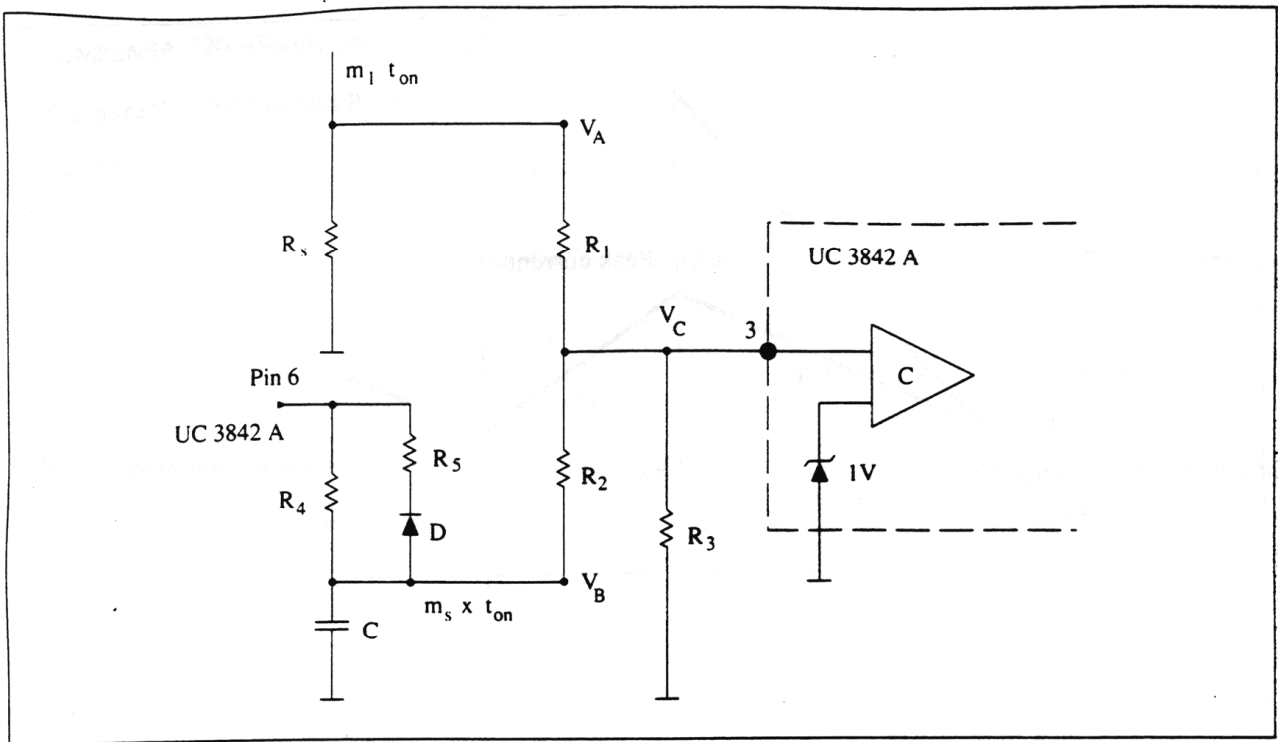 m1 ton
VA
Rs
R1
UC 3842 A
VC
3
C
Pin 6
UC 3842 A
R5
R2
1V
R4
D
R3
VB
ms x ton
C